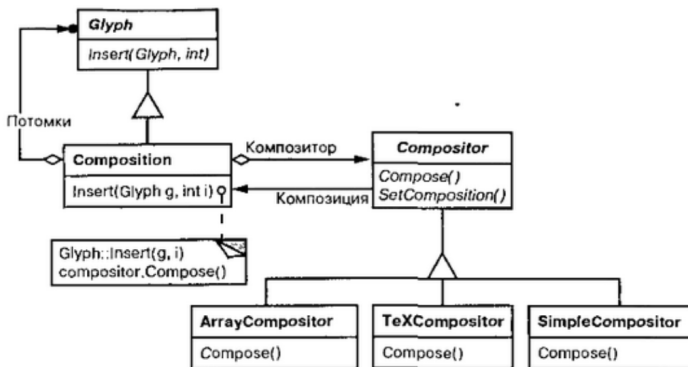 Glyph
Insert(Glyph, int)
Потомки
Composition
Insert(Glyph g, int i)
Композитор
Композиция
Compositor
Compose()
SetComposition()
Glyph::Insert(g, i)
compositor.Compose()
ArrayCompositor
Compose()
TeXCompositor
Compose()
SimpleCompositor
Compose()